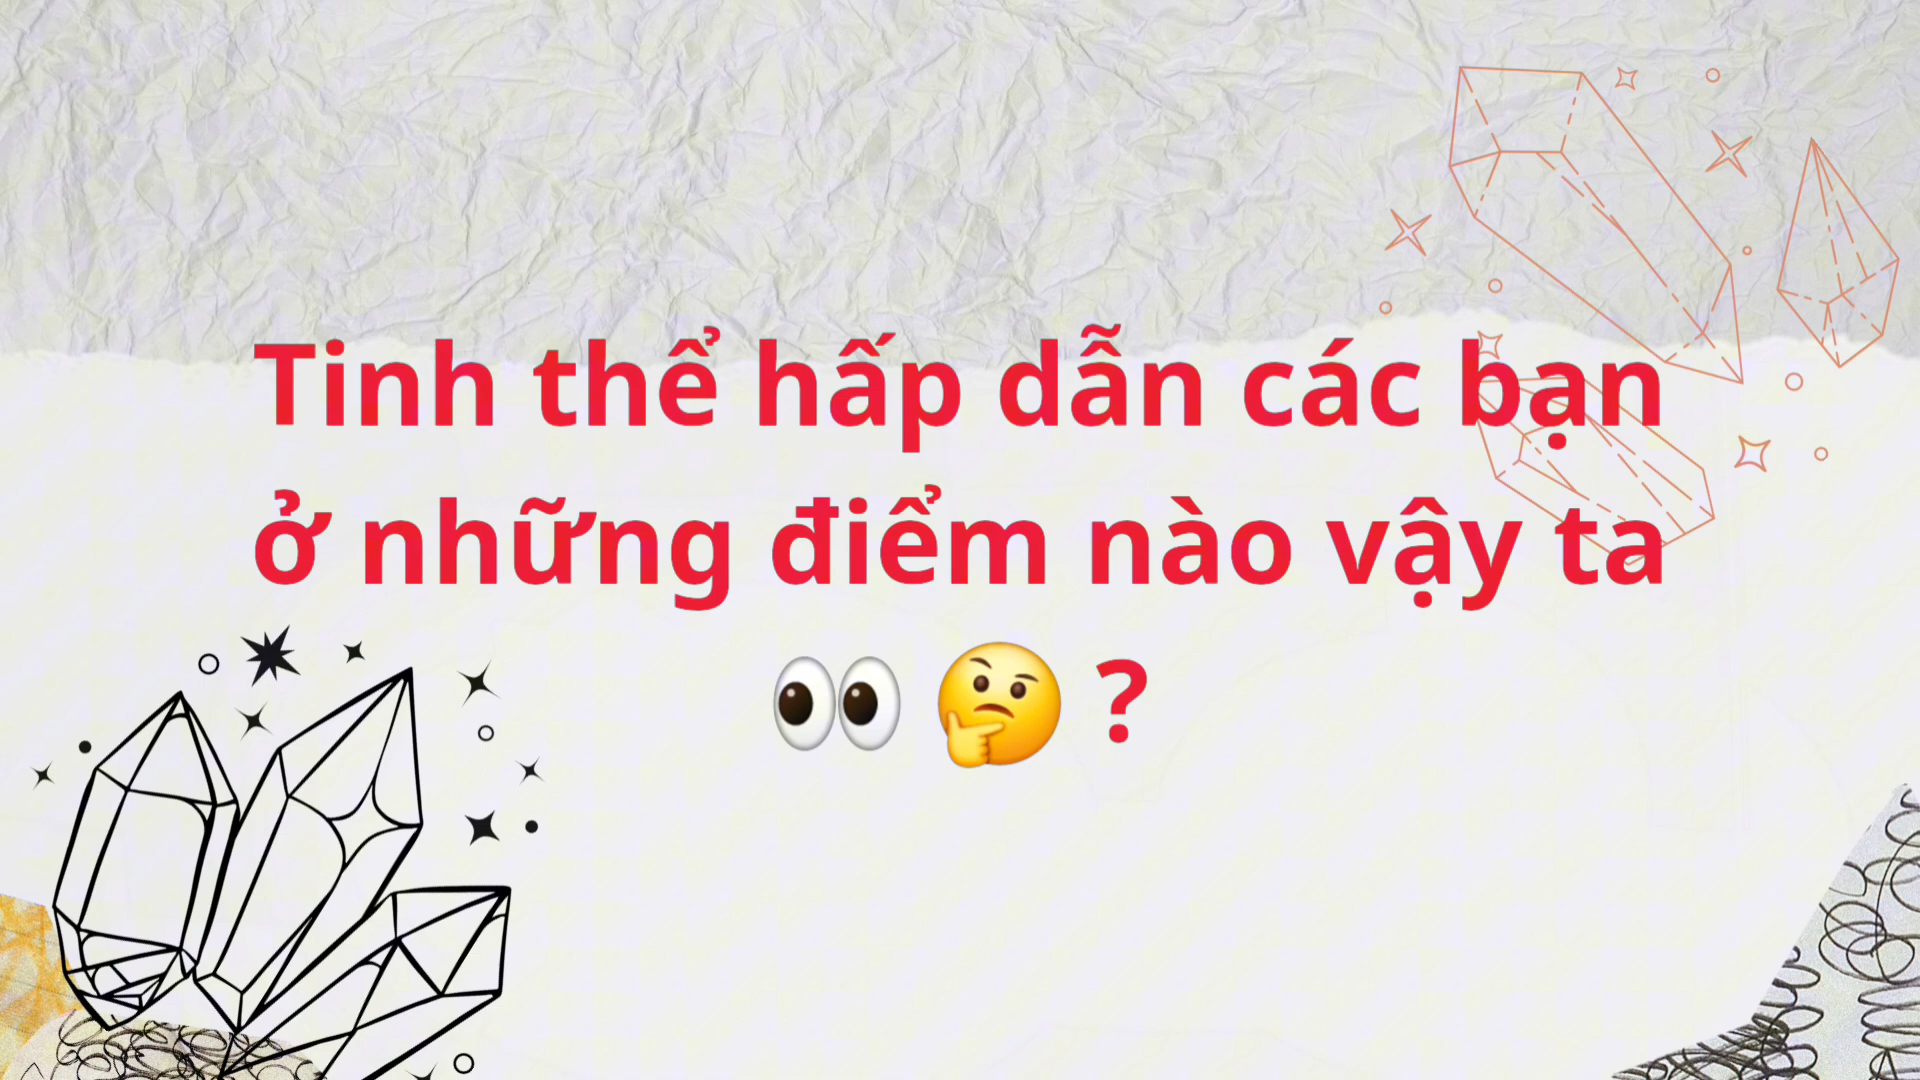 Tinh thể hấp dẫn các bạn
ở những điểm nào vậy ta
👀 🤔 ?